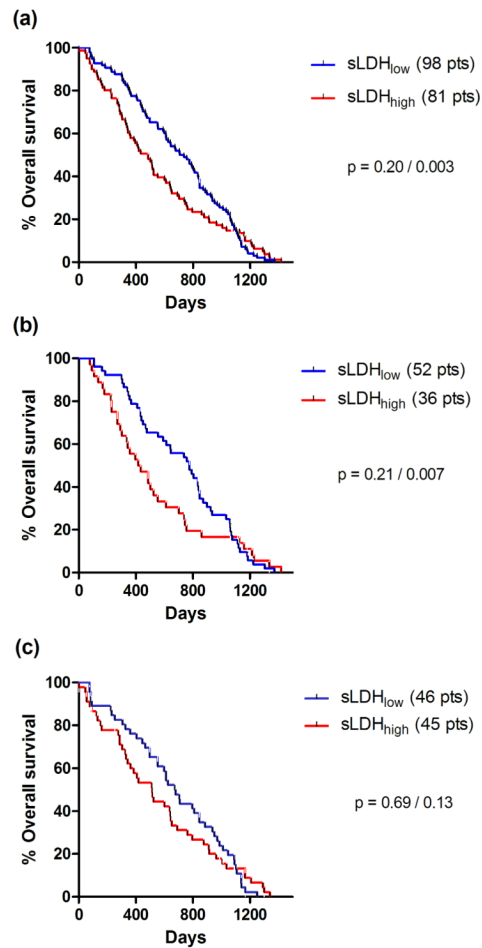 (a)
% Overall survival
100
80
60
40
20
0
0 400 800 1200
Days
sLDHlow (98 pts)
sLDHhigh (81 pts)
p = 0.20 / 0.003
(b)
% Overall survival
100
80
60
40
20
0
0 400 800 1200
Days
sLDHlow (52 pts)
sLDHhigh (36 pts)
p = 0.21 / 0.007
(c)
% Overall survival
100
80
60
40
20
0
0 400 800 1200
Days
sLDHlow (46 pts)
sLDHhigh (45 pts)
p = 0.69 / 0.13